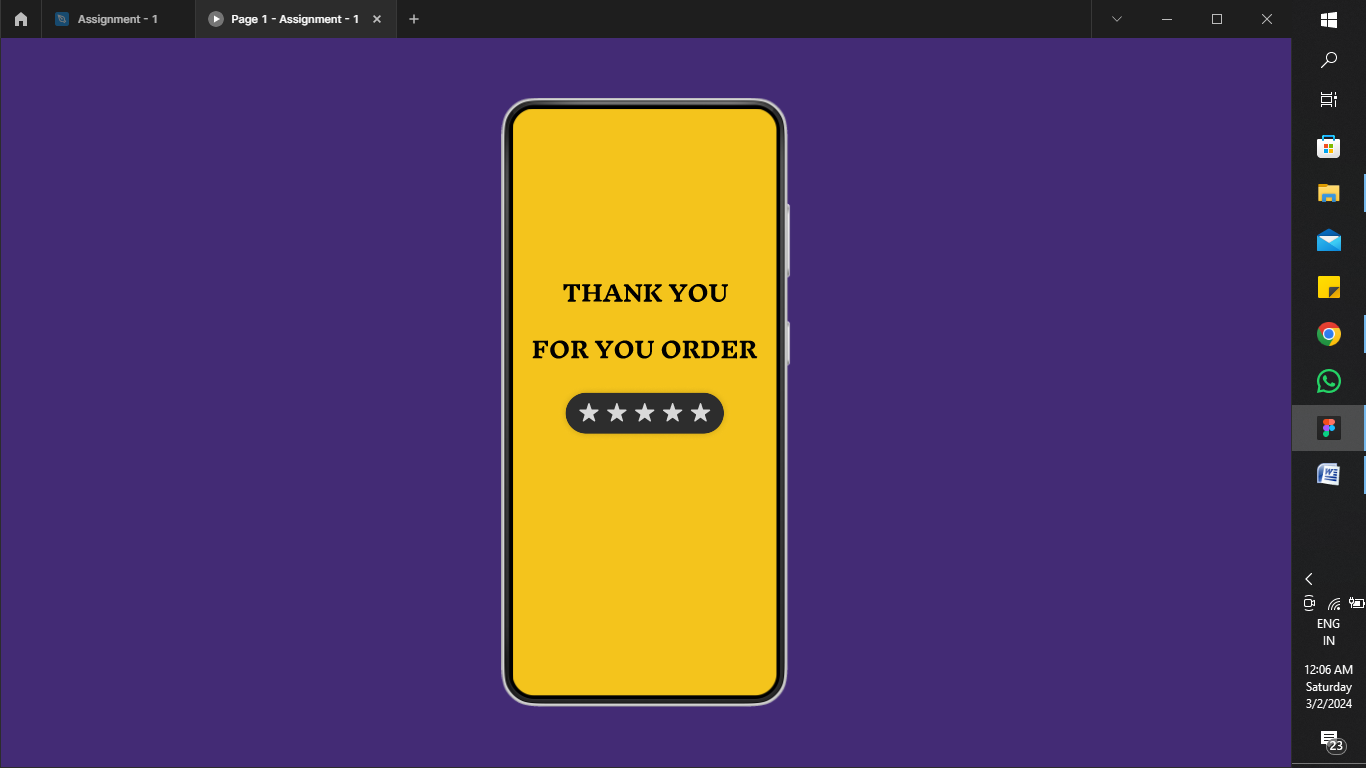 Assignment - 1
Page 1 - Assignment - 1
THANK YOU
FOR YOU ORDER
ENG
IN
12:06 AM
Saturday
3/2/2024
23